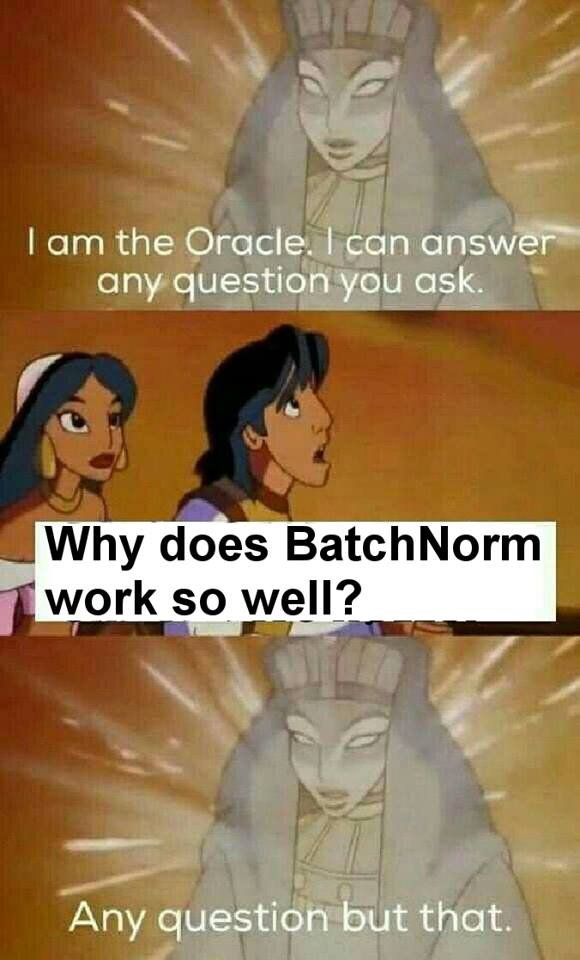 I am the Oracle. I can answer
any question you ask.
Why does BatchNorm
work so well?
Any question but that.